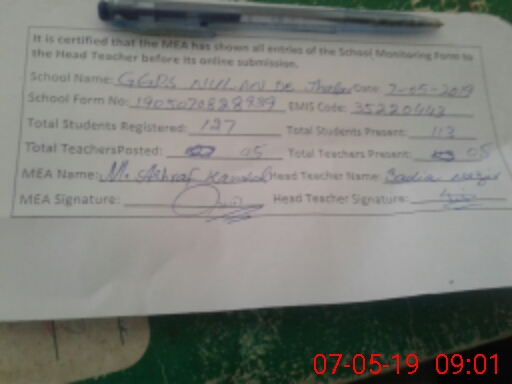 It is certified that the MEA has shown all entries of the School Monitoring Form to
the Head Teacher before its online submission.
School Name: GGPS Date: 7-05-2019
School Form No: EMIS Code: 35220443
Total Students Registered: 127 Total Students Present: 113
Total TeachersPosted: 05 Total Teachers Present: 05
MEA Name: M. Ashraf Head Teacher Name: Sadia
MEA Signature: Head Teacher Signature:
07-05-19 09:01